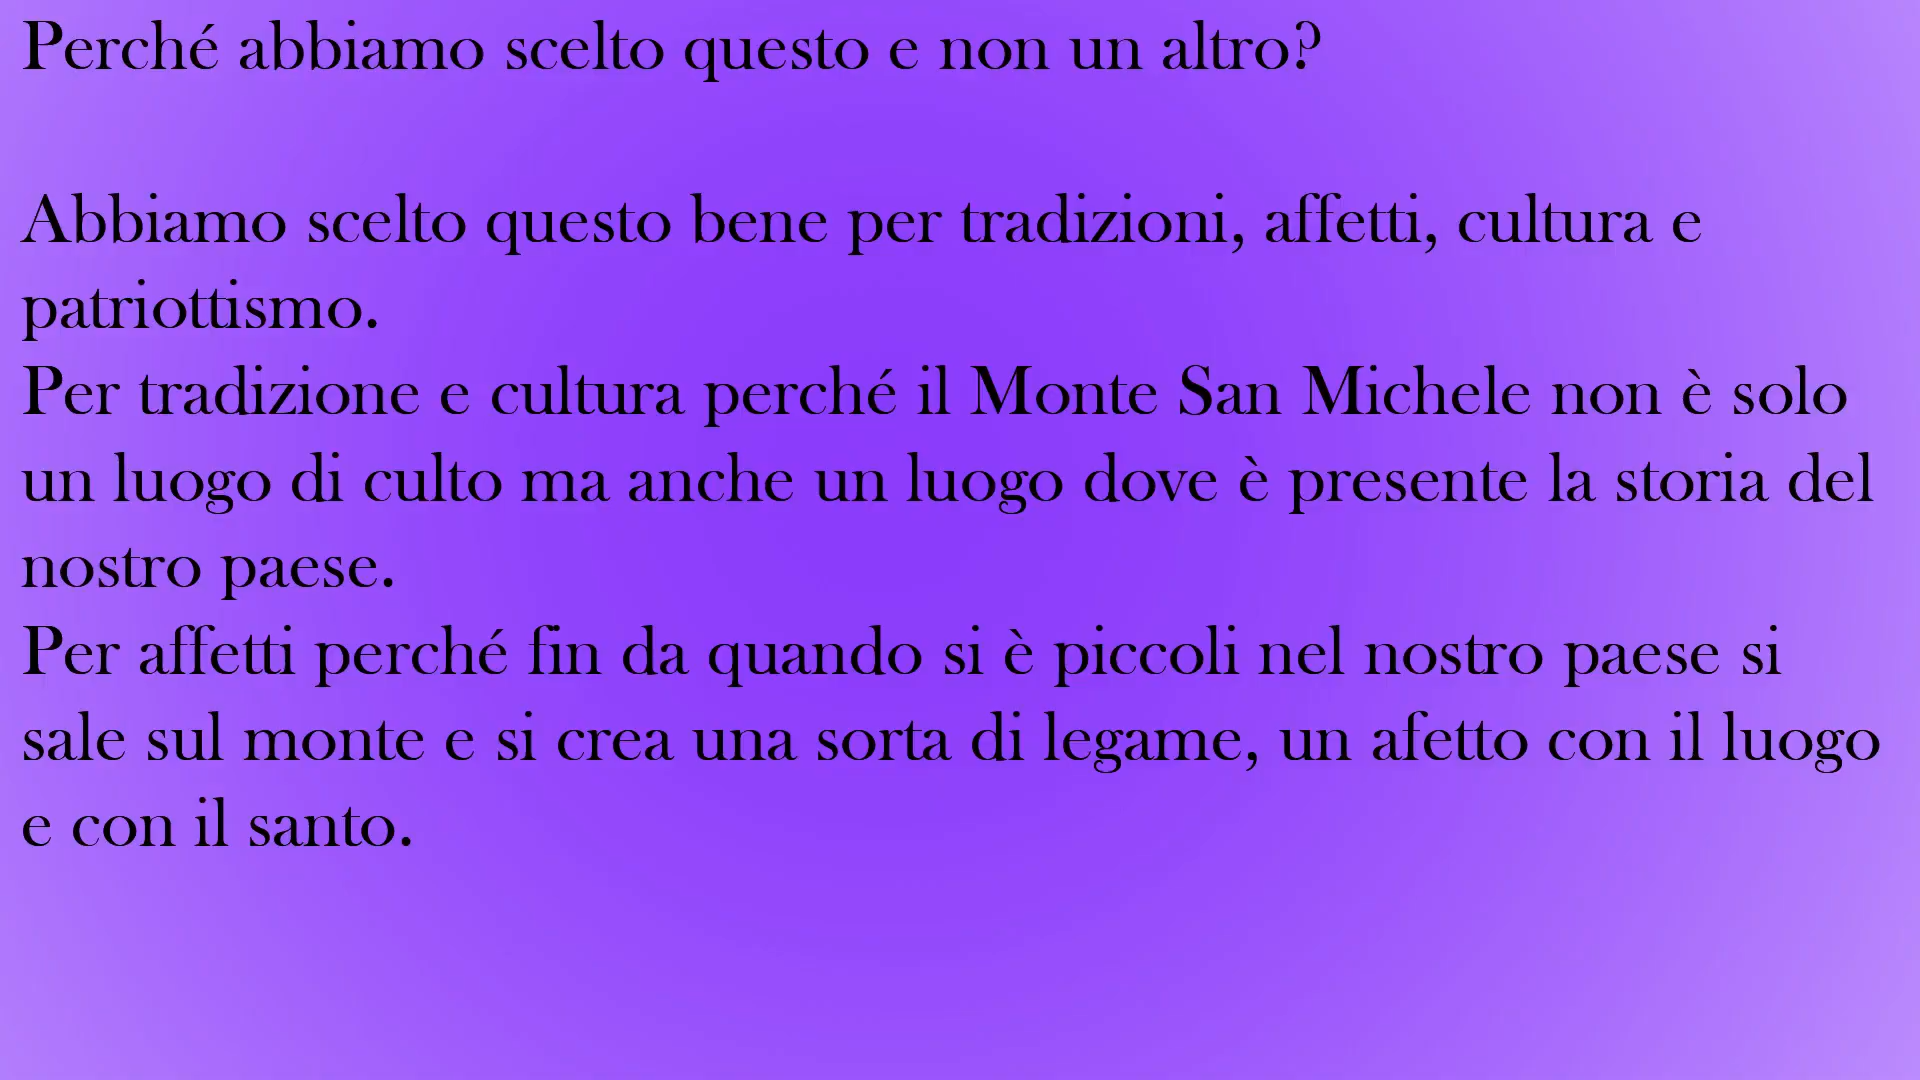 Perché abbiamo scelto questo e non un altro?
Abbiamo scelto questo bene per tradizioni, affetti, cultura e
patriottismo.
Per tradizione e cultura perché il Monte San Michele non è solo
un luogo di culto ma anche un luogo dove è presente la storia del
nostro paese.
Per affetti perché fin da quando si è piccoli nel nostro paese si
sale sul monte e si crea una sorta di legame, un afetto con il luogo
e con il santo.